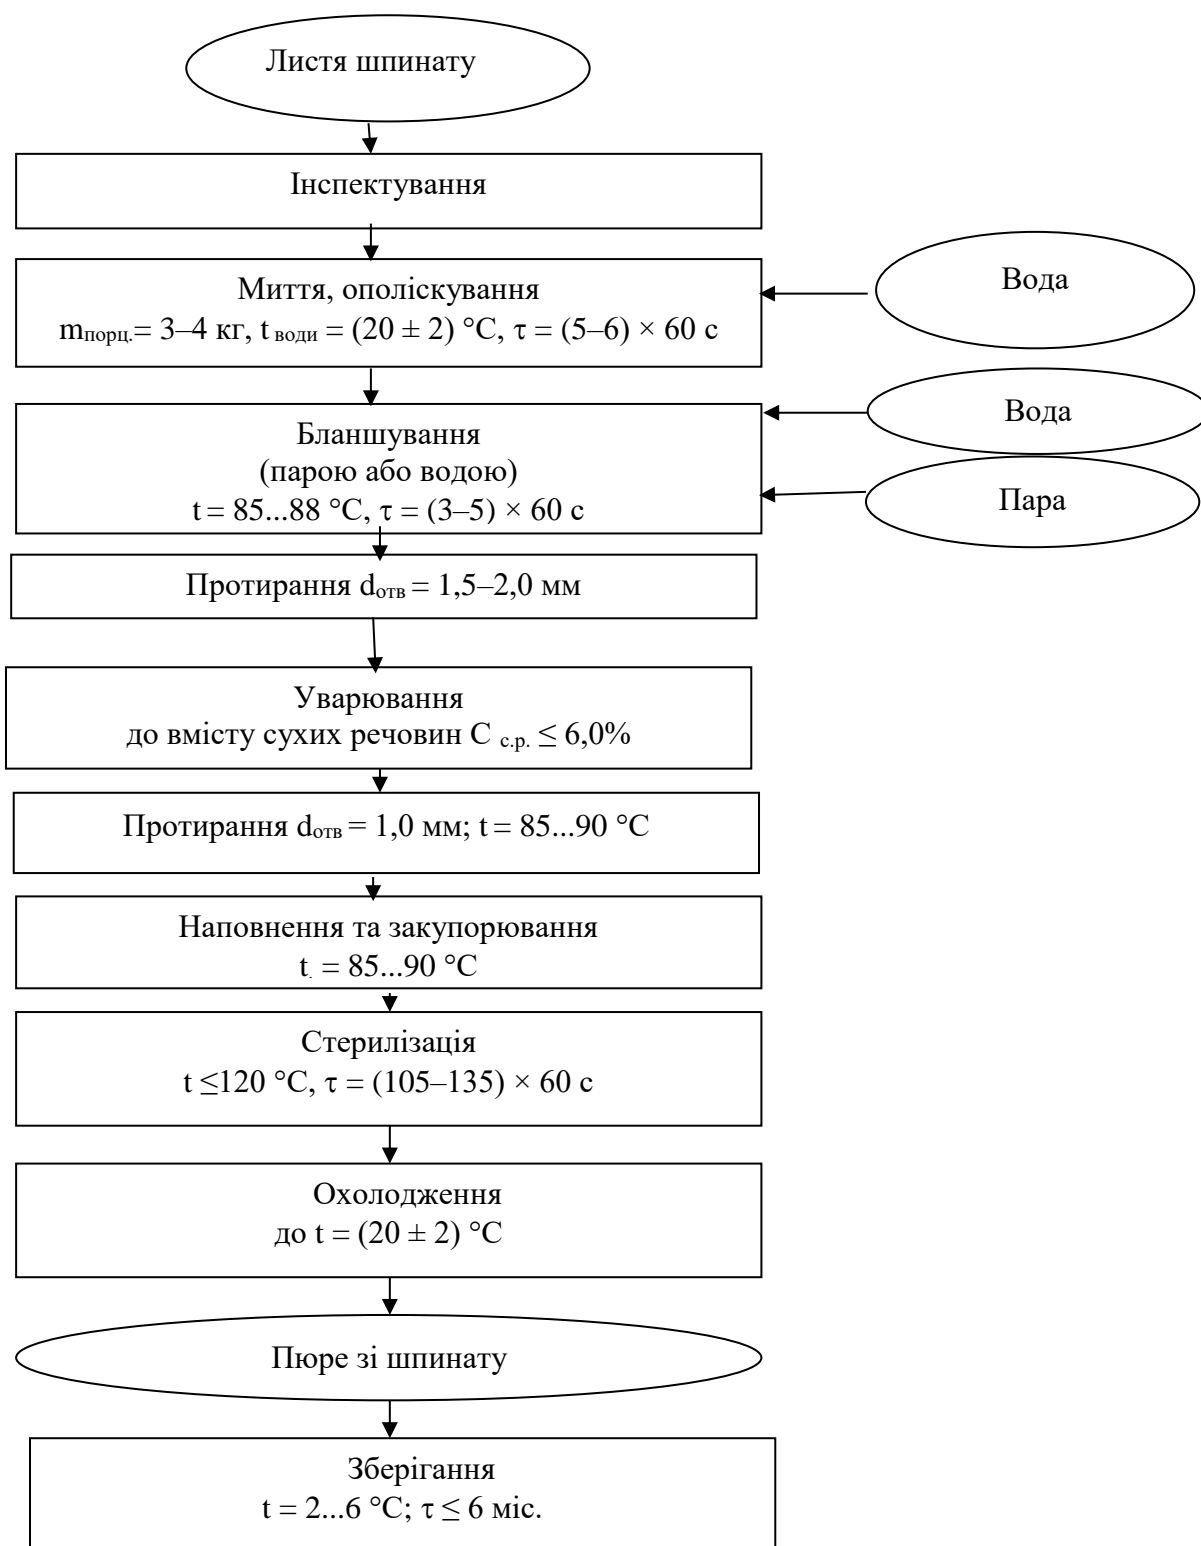 Листя шпинату
Інспектування
Миття, ополіскування
mпорц.= 3–4 кг, t води = (20 ± 2) °С, τ = (5–6) × 60 с
Вода
Бланшування
(парою або водою)
t = 85...88 °С, τ = (3–5) × 60 с
Вода
Пара
Протирання dотв = 1,5–2,0 мм
Уварювання
до вмісту сухих речовин С с.р. ≤ 6,0%
Протирання dотв = 1,0 мм; t = 85...90 °С
Наповнення та закупорювання
t. = 85...90 °С
Стерилізація
t ≤120 °С, τ = (105–135) × 60 с
Охолодження
до t = (20 ± 2) °С
Пюре зі шпинату
Зберігання
t = 2...6 °С; τ ≤ 6 міс.